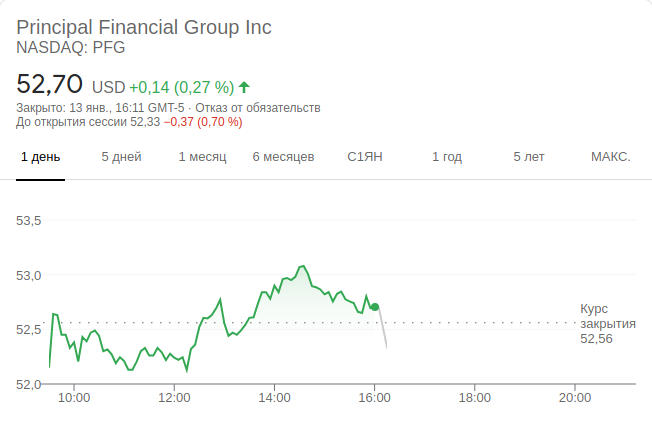 Principal Financial Group Inc
NASDAQ: PFG
52,70 USD +0,14 (0,27 %)
Закрыто: 13 янв., 16:11 GMT-5 · Отказ от обязательств
До открытия сессии 52,33 −0,37 (0,70 %)
1 день 5 дней 1 месяц 6 месяцев С1ЯН 1 год 5 лет МАКС.
53,5
53,0
52,5
52,0
Курс
закрытия
52,56
10:00 12:00 14:00 16:00 18:00 20:00